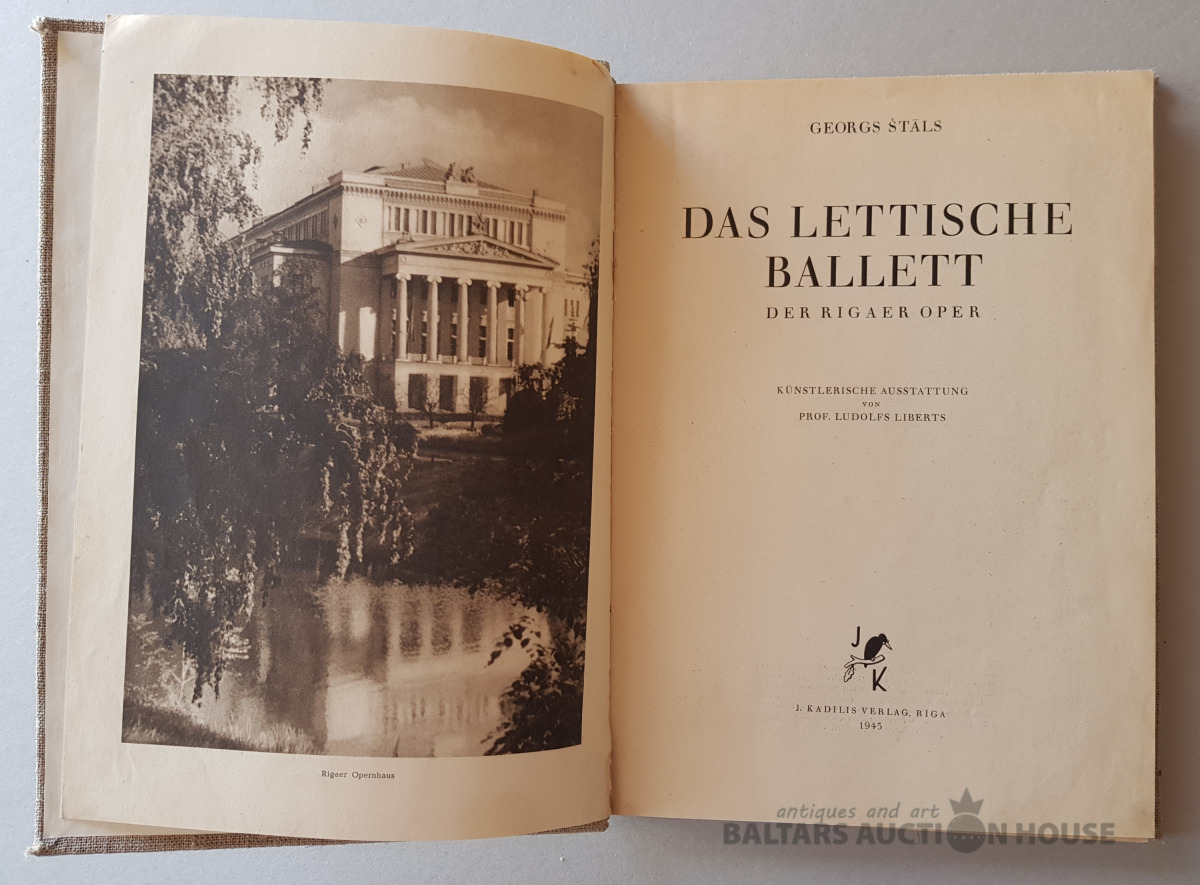 Rigaer Opernhaus
GEORGS ŠTĀLS
DAS LETTISCHE
BALLETT
DER RIGAER OPER
KÜNSTLERISCHE AUSSTATTUNG
VON
PROF. LUDOLFS LIBERTS
J
K
J. KADILIS VERLAG, RIGA
1943
antiques and art
BALTARS AUCTION HOUSE